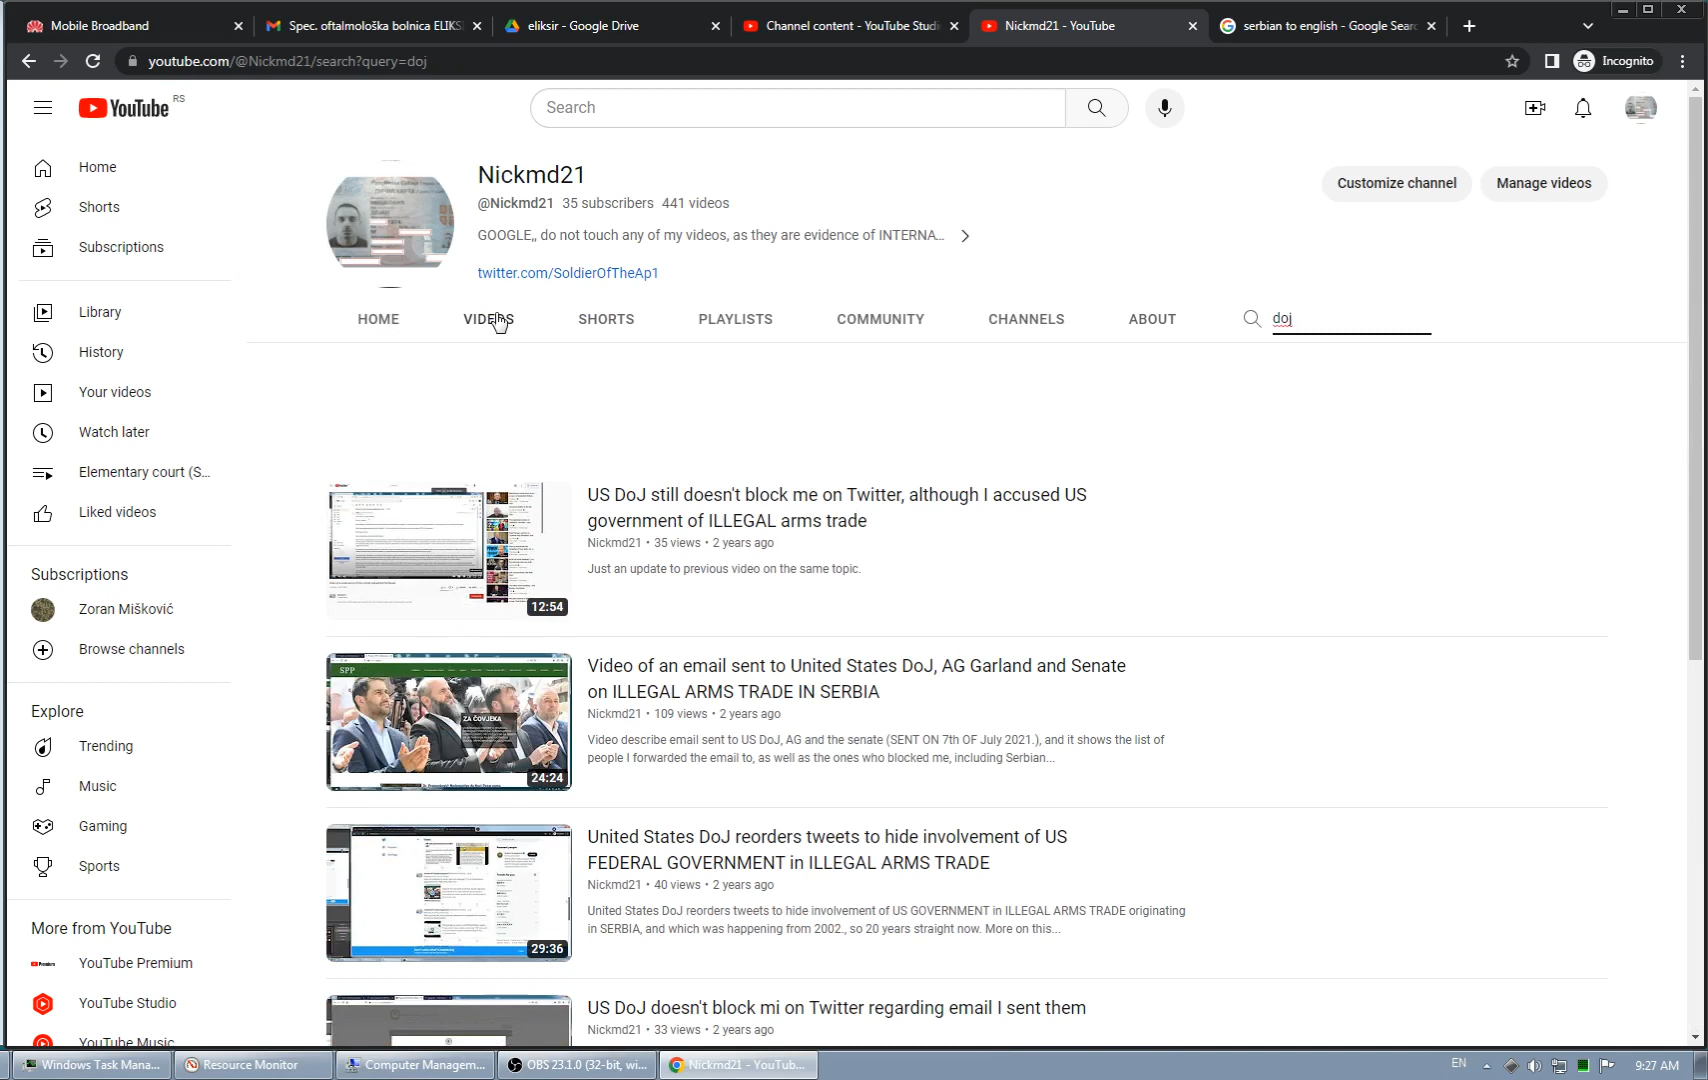 Mobile Broadband
Spec. oftalmološka bolnica ELIKSI
eliksir - Google Drive
Channel content - YouTube Studi
Nickmd21 - YouTube
serbian to english - Google Searc
youtube.com/@Nickmd21/search?query=doj
Incognito
YouTube RS
Search
Home
Shorts
Subscriptions
Library
History
Your videos
Watch later
Elementary court (S...
Liked videos
Subscriptions
Zoran Mišković
Browse channels
Explore
Trending
Music
Gaming
Sports
More from YouTube
YouTube Premium
YouTube Studio
YouTube Music
Nickmd21
@Nickmd21 35 subscribers 441 videos
GOOGLE,, do not touch any of my videos, as they are evidence of INTERNA...
twitter.com/SoldierOfTheAp1
Customize channel
Manage videos
HOME VIDEOS SHORTS PLAYLISTS COMMUNITY CHANNELS ABOUT doj
12:54
US DoJ still doesn't block me on Twitter, although I accused US
government of ILLEGAL arms trade
Nickmd21 • 35 views • 2 years ago
Just an update to previous video on the same topic.
SPP
ZA ČOVJEKA
24:24
Video of an email sent to United States DoJ, AG Garland and Senate
on ILLEGAL ARMS TRADE IN SERBIA
Nickmd21 • 109 views • 2 years ago
Video describe email sent to US DoJ, AG and the senate (SENT ON 7th OF July 2021.), and it shows the list of
people I forwarded the email to, as well as the ones who blocked me, including Serbian...
29:36
United States DoJ reorders tweets to hide involvement of US
FEDERAL GOVERNMENT in ILLEGAL ARMS TRADE
Nickmd21 • 40 views • 2 years ago
United States DoJ reorders tweets to hide involvement of US GOVERNMENT in ILLEGAL ARMS TRADE originating
in SERBIA, and which was happening from 2002., so 20 years straight now. More on this...
US DoJ doesn't block mi on Twitter regarding email I sent them
Nickmd21 • 33 views • 2 years ago
Windows Task Mana...
Resource Monitor
Computer Managem...
OBS 23.1.0 (32-bit, wi...
Nickmd21 - YouTub...
EN
9:27 AM